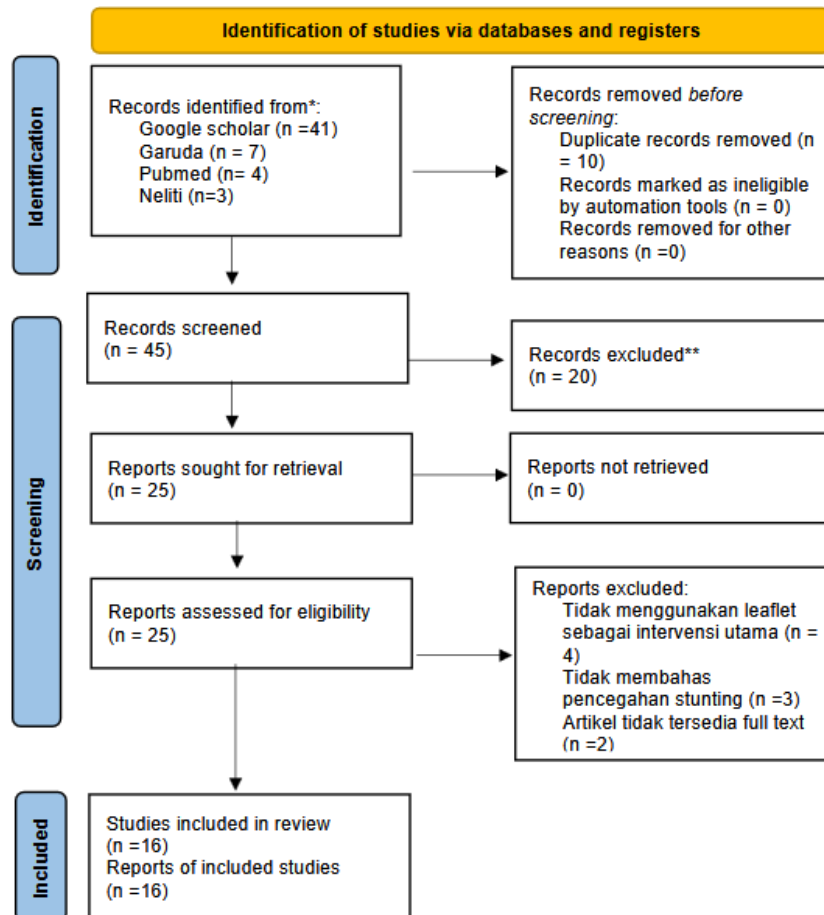 Identification of studies via databases and registers
Identification
Records identified from*:
Google scholar (n =41)
Garuda (n = 7)
Pubmed (n= 4)
Neliti (n=3)
Records removed before
screening:
Duplicate records removed (n
= 10)
Records marked as ineligible
by automation tools (n = 0)
Records removed for other
reasons (n =0)
Screening
Records screened
(n = 45)
Records excluded**
(n = 20)
Reports sought for retrieval
(n = 25)
Reports not retrieved
(n = 0)
Reports assessed for eligibility
(n = 25)
Reports excluded:
Tidak menggunakan leaflet
sebagai intervensi utama (n =
4)
Tidak membahas
pencegahan stunting (n =3)
Artikel tidak tersedia full text
(n =2)
Included
Studies included in review
(n =16)
Reports of included studies
(n =16)